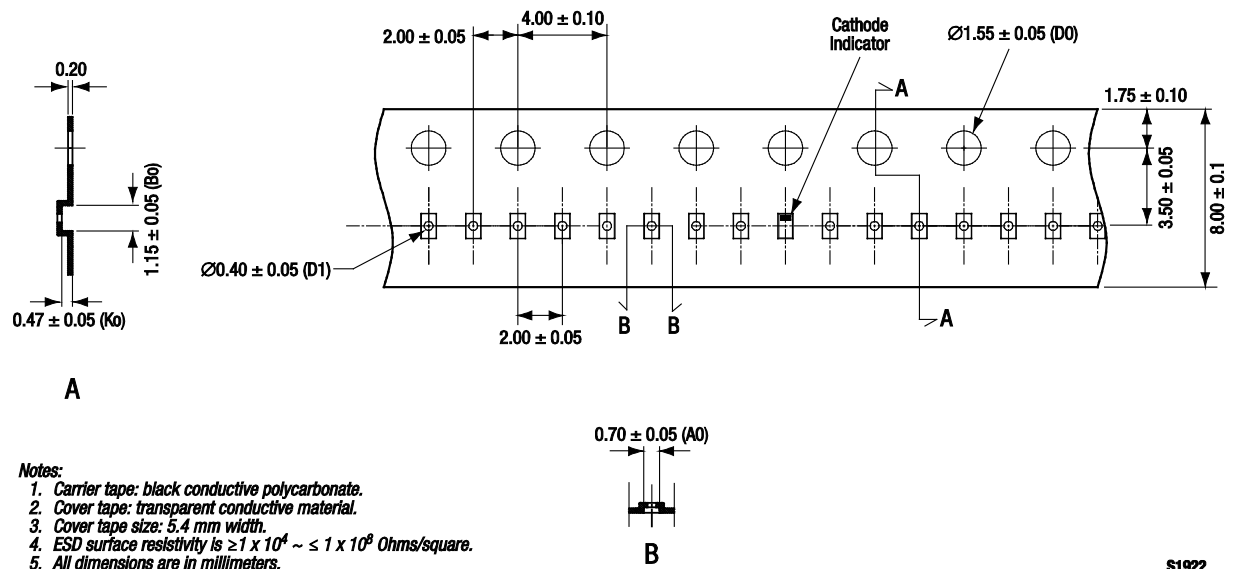 4.00 ± 0.10
2.00 ± 0.05
Cathode
Indicator
Ø1.55 ± 0.05 (D0)
0.20
A
1.75 ± 0.10
1.15 ± 0.05 (Bo)
3.50 ± 0.05
8.00 ± 0.1
Ø0.40 ± 0.05 (D1)
0.47 ± 0.05 (Ko)
B
B
A
2.00 ± 0.05
A
0.70 ± 0.05 (A0)
B
Notes:
1. Carrier tape: black conductive polycarbonate.
2. Cover tape: transparent conductive material.
3. Cover tape size: 5.4 mm width.
4. ESD surface resistivity is ≥1 x 10⁴ ~ ≤ 1 x 10⁸ Ohms/square.
5. All dimensions are in millimeters.
S1922